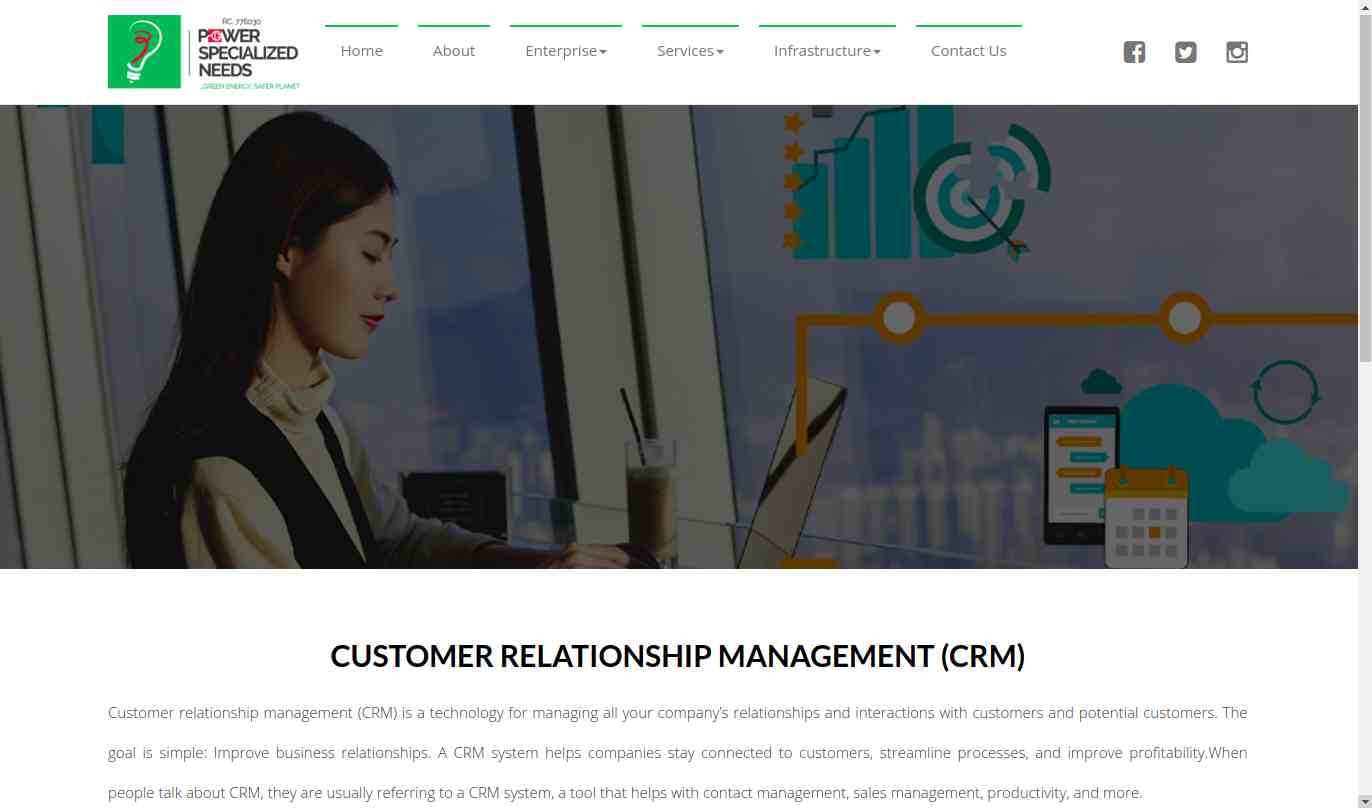 RC. 776030
POWER
SPECIALIZED
NEEDS
...GREEN ENERGY, SAFER PLANET
Home
About
Enterprise
Services
Infrastructure
Contact Us
CUSTOMER RELATIONSHIP MANAGEMENT (CRM)
Customer relationship management (CRM) is a technology for managing all your company’s relationships and interactions with customers and potential customers. The
goal is simple: Improve business relationships. A CRM system helps companies stay connected to customers, streamline processes, and improve profitability.When
people talk about CRM, they are usually referring to a CRM system, a tool that helps with contact management, sales management, productivity, and more.